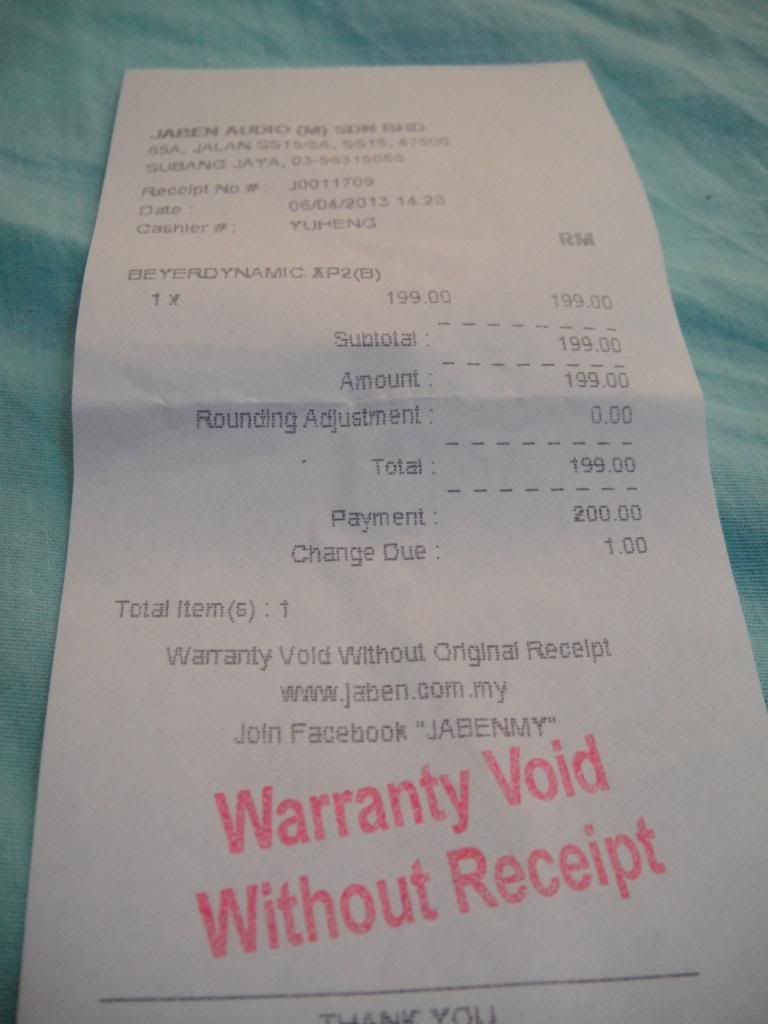 JABEN AUDIO (M) SDN BHD
65A, JALAN SS15/8A, SS15, 47500
SUBANG JAYA,
Receipt No.# : J0011709
Date : 06/04/2013 14:28
Cashier # : YUHENG
RM
BEYERDYNAMIC XP2(B)
1 x 199.00 199.00
Subtotal : 199.00
Amount : 199.00
Rounding Adjustment : 0.00
Total : 199.00
Payment : 200.00
Change Due : 1.00
Total Item(s) : 1
Warranty Void Without Original Receipt
www.jaben.com.my
Join Facebook "JABENMY"
Warranty Void
Without Receipt
THANK YOU